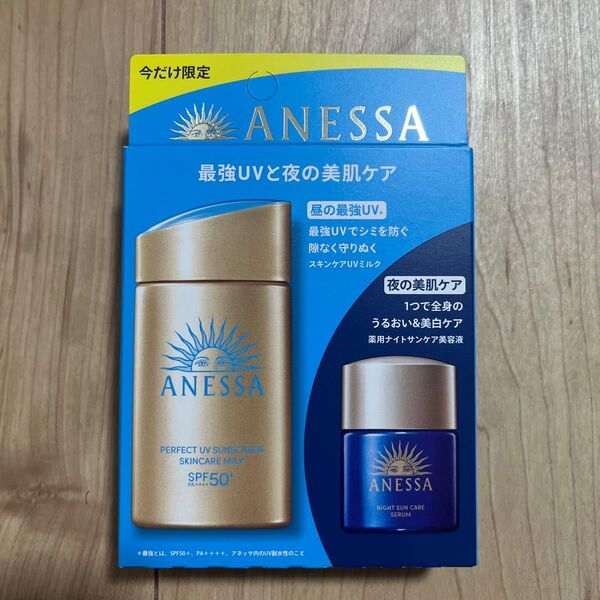 今だけ限定
ANESSA
最強UVと夜の美肌ケア
昼の最強UV*
最強UVでシミを防ぐ
隙なく守りぬく
スキンケアUVミルク
夜の美肌ケア
1つで全身の
うるおい&美白ケア
薬用ナイトサンケア美容液
ANESSA
PERFECT UV SUNSCREEN
SKINCARE MILK
SPF50+
PA++++
ANESSA
NIGHT SUN CARE
SERUM
*最強とは、SPF50+、PA++++、アネッサ内のUV耐水性のこと